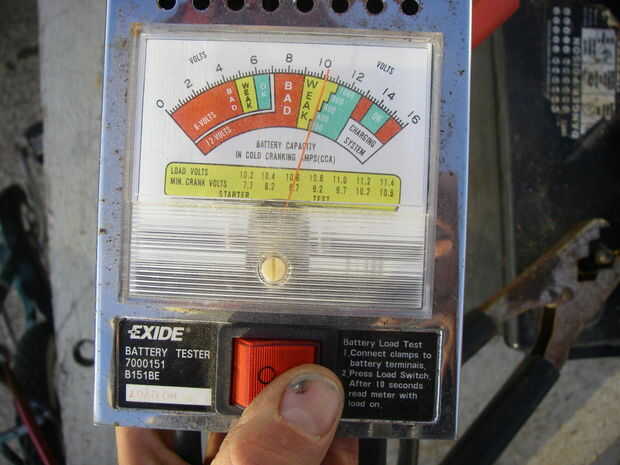 VOLTS
VOLTS
0 2 4 6 8 10 12 14 16
BAD WEAK OK BAD WEAK OK
6-VOLTS
12-VOLTS
CHARGING
SYSTEM
BATTERY CAPACITY
IN COLD CRANKING AMPS(CCA)
LOAD VOLTS 10.2 10.4 10.6 10.8 11.0 11.2 11.4
MIN. CRANK VOLTS 7.7 8.2 8.7 9.2 9.7 10.2 10.9
STARTER TEST
EXIDE
BATTERY TESTER
7000151
B151BE
Battery Load Test
1.Connect clamps to
battery terminals.
2.Press Load Switch.
After 10 seconds
read meter with
load on.